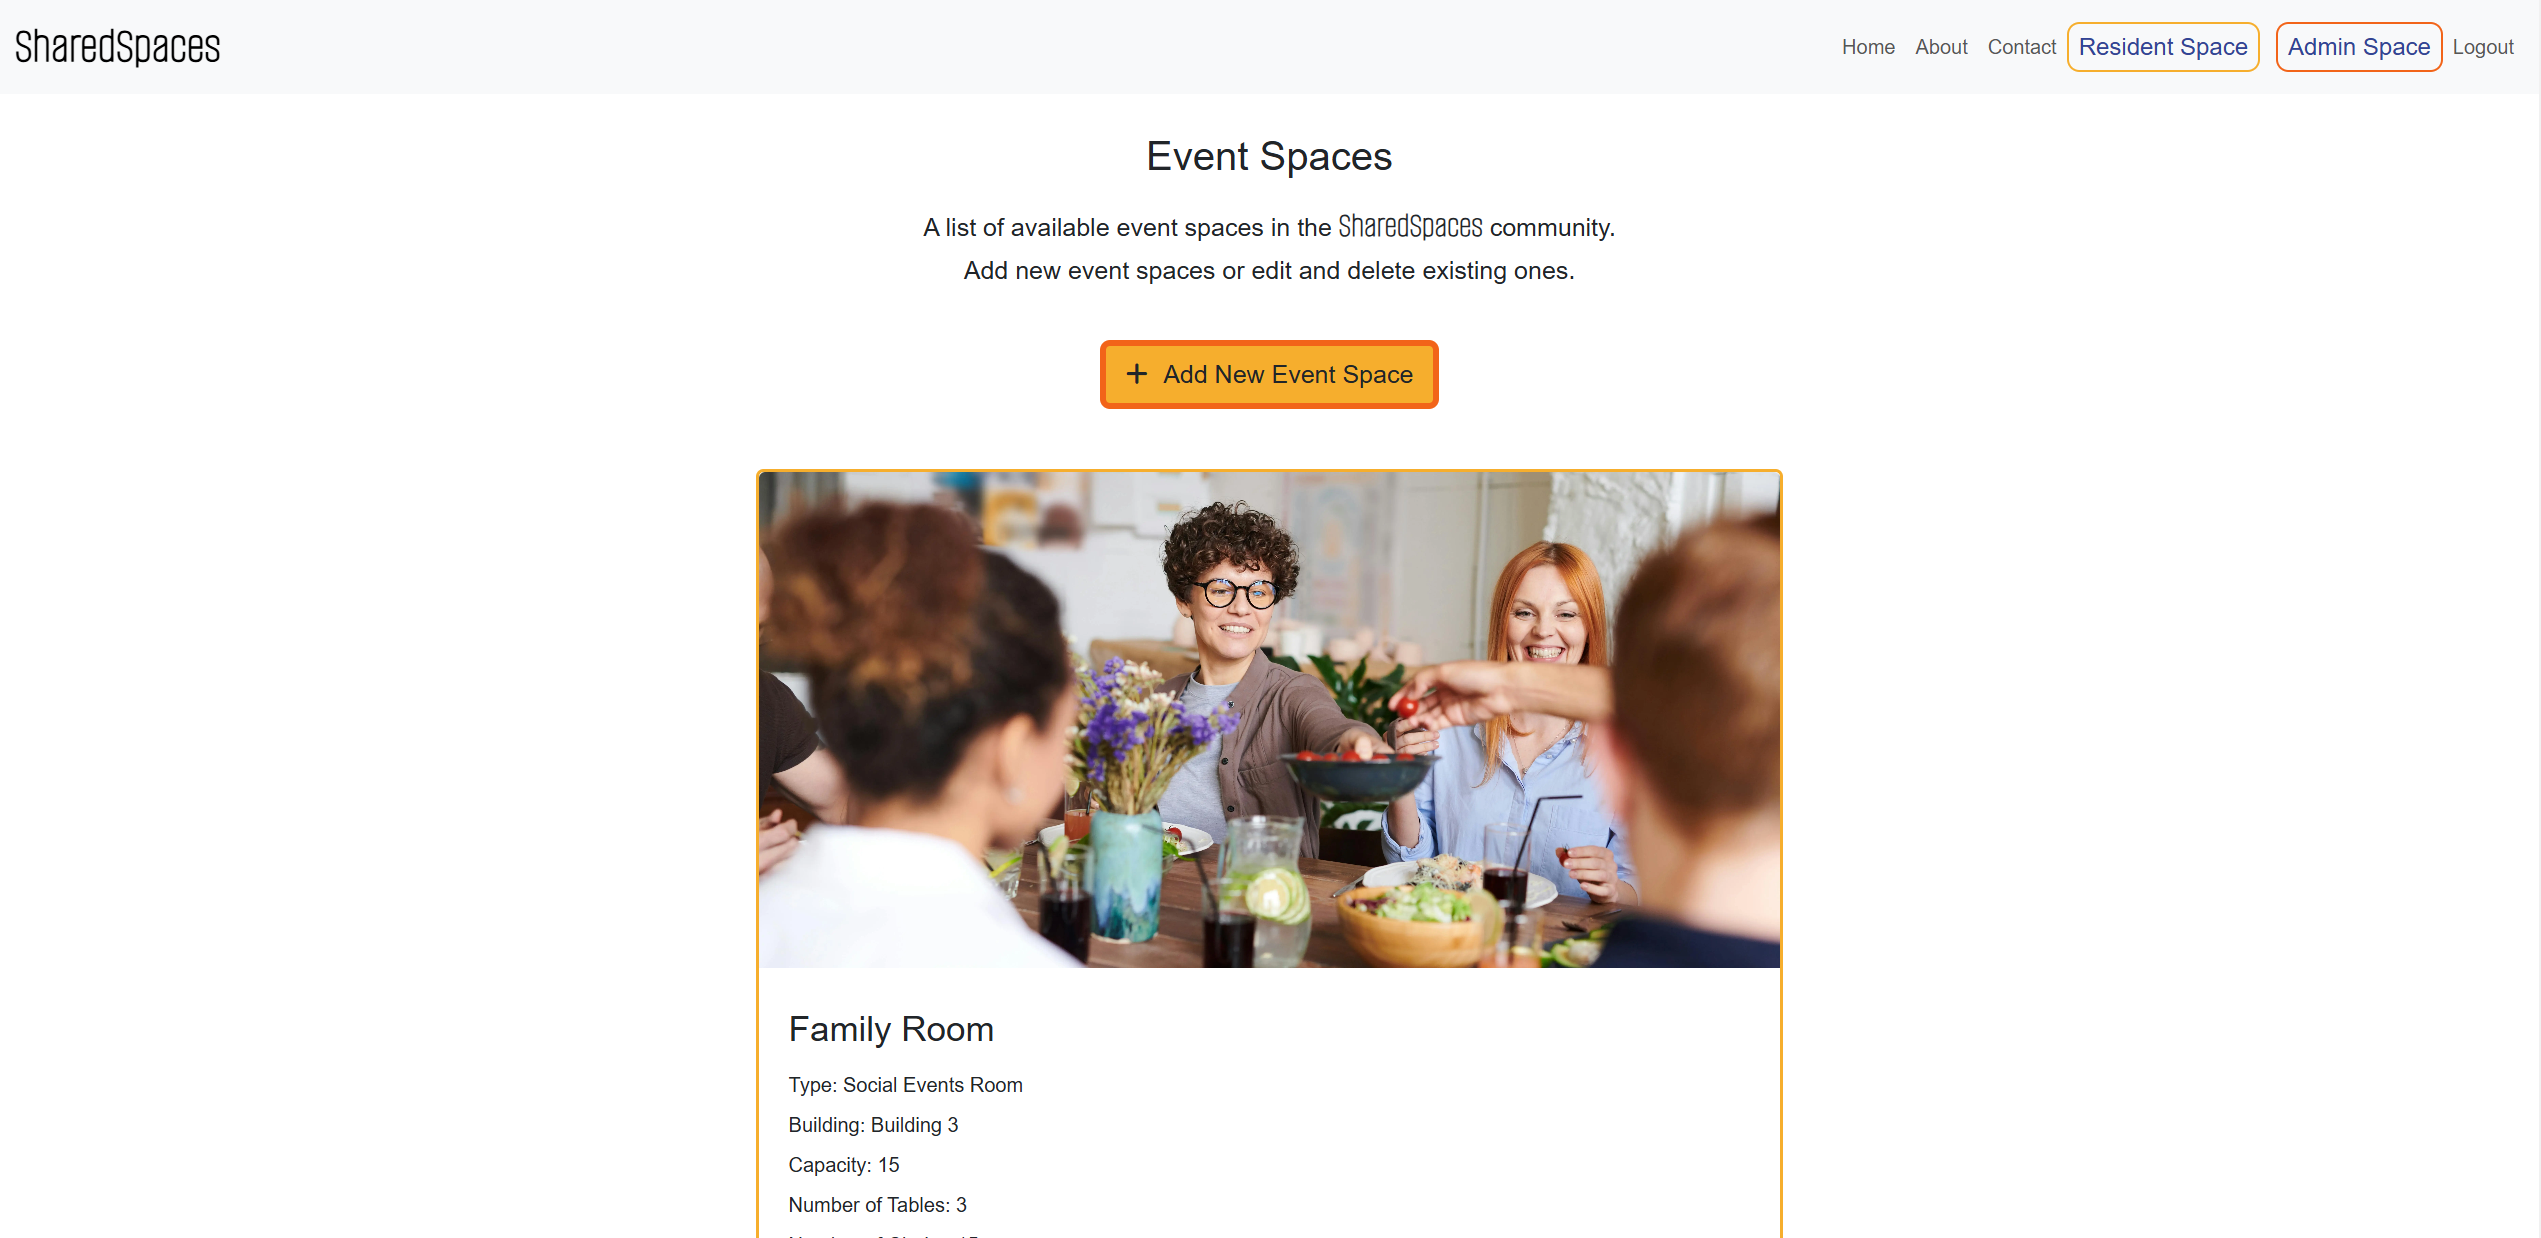 SharedSpaces
Home About Contact Resident Space Admin Space Logout
Event Spaces
A list of available event spaces in the SharedSpaces community.
Add new event spaces or edit and delete existing ones.
+ Add New Event Space
Family Room
Type: Social Events Room
Building: Building 3
Capacity: 15
Number of Tables: 3